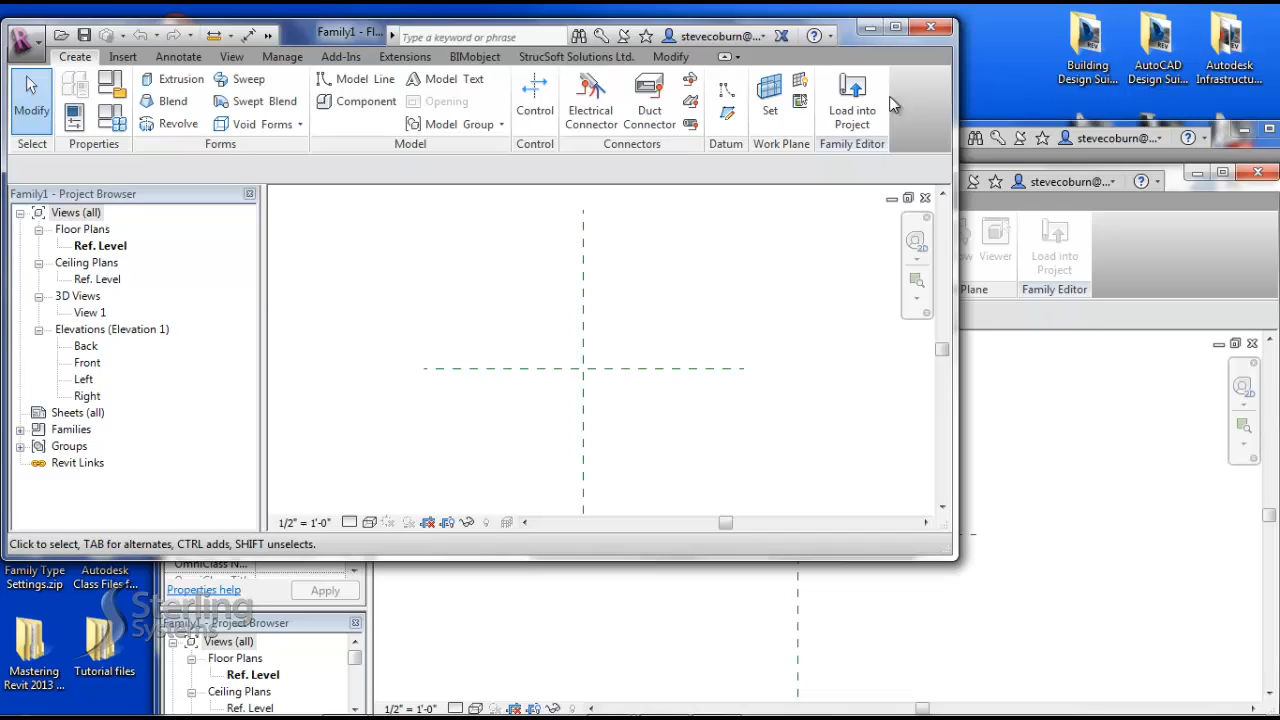 Family1 - Fl...
Type a keyword or phrase
stevecoburn@...
Create
Insert
Annotate
View
Manage
Add-Ins
Extensions
BIMobject
StrucSoft Solutions Ltd.
Modify
Modify
Extrusion
Sweep
Blend
Swept Blend
Revolve
Void Forms
Model Line
Model Text
Component
Opening
Model Group
Control
Electrical Connector
Duct Connector
Set
Load into Project
Select
Properties
Forms
Model
Control
Connectors
Datum
Work Plane
Family Editor
Building Design Sui...
AutoCAD Design Sui...
Autodesk Infrastructu...
stevecoburn@...
stevecoburn@...
Viewer
Load into Project
Plane
Family Editor
Family1 - Project Browser
Views (all)
Floor Plans
Ref. Level
Ceiling Plans
Ref. Level
3D Views
View 1
Elevations (Elevation 1)
Back
Front
Left
Right
Sheets (all)
Families
Groups
Revit Links
2D
2D
1/2" = 1'-0"
Click to select, TAB for alternates, CTRL adds, SHIFT unselects.
Family Type Settings.zip
Autodesk Class Files f...
Properties help
Apply
Sterling Systems
Family1 - Project Browser
Views (all)
Floor Plans
Ref. Level
Ceiling Plans
Ref. Level
Mastering Revit 2013 ...
Tutorial files
1/2" = 1'-0"